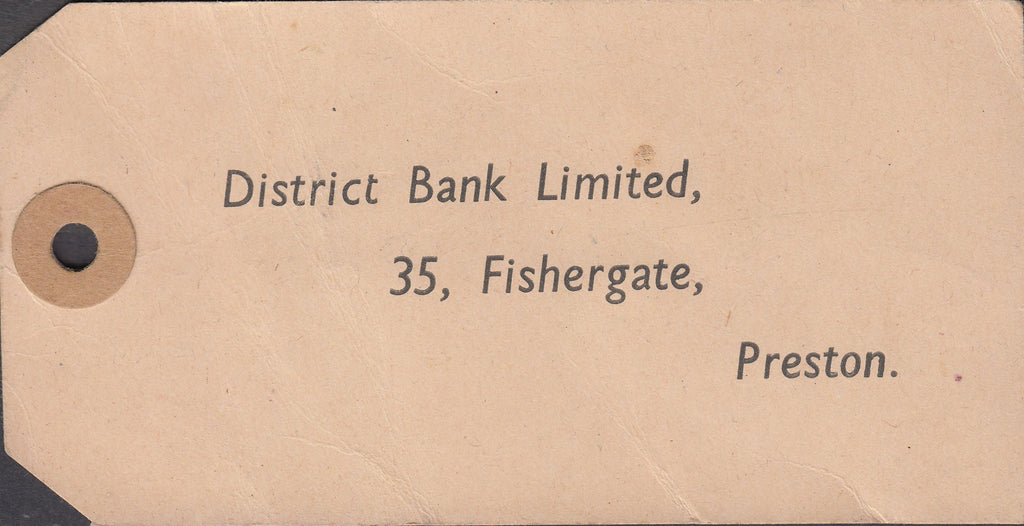 District Bank Limited,
35, Fishergate,
Preston.